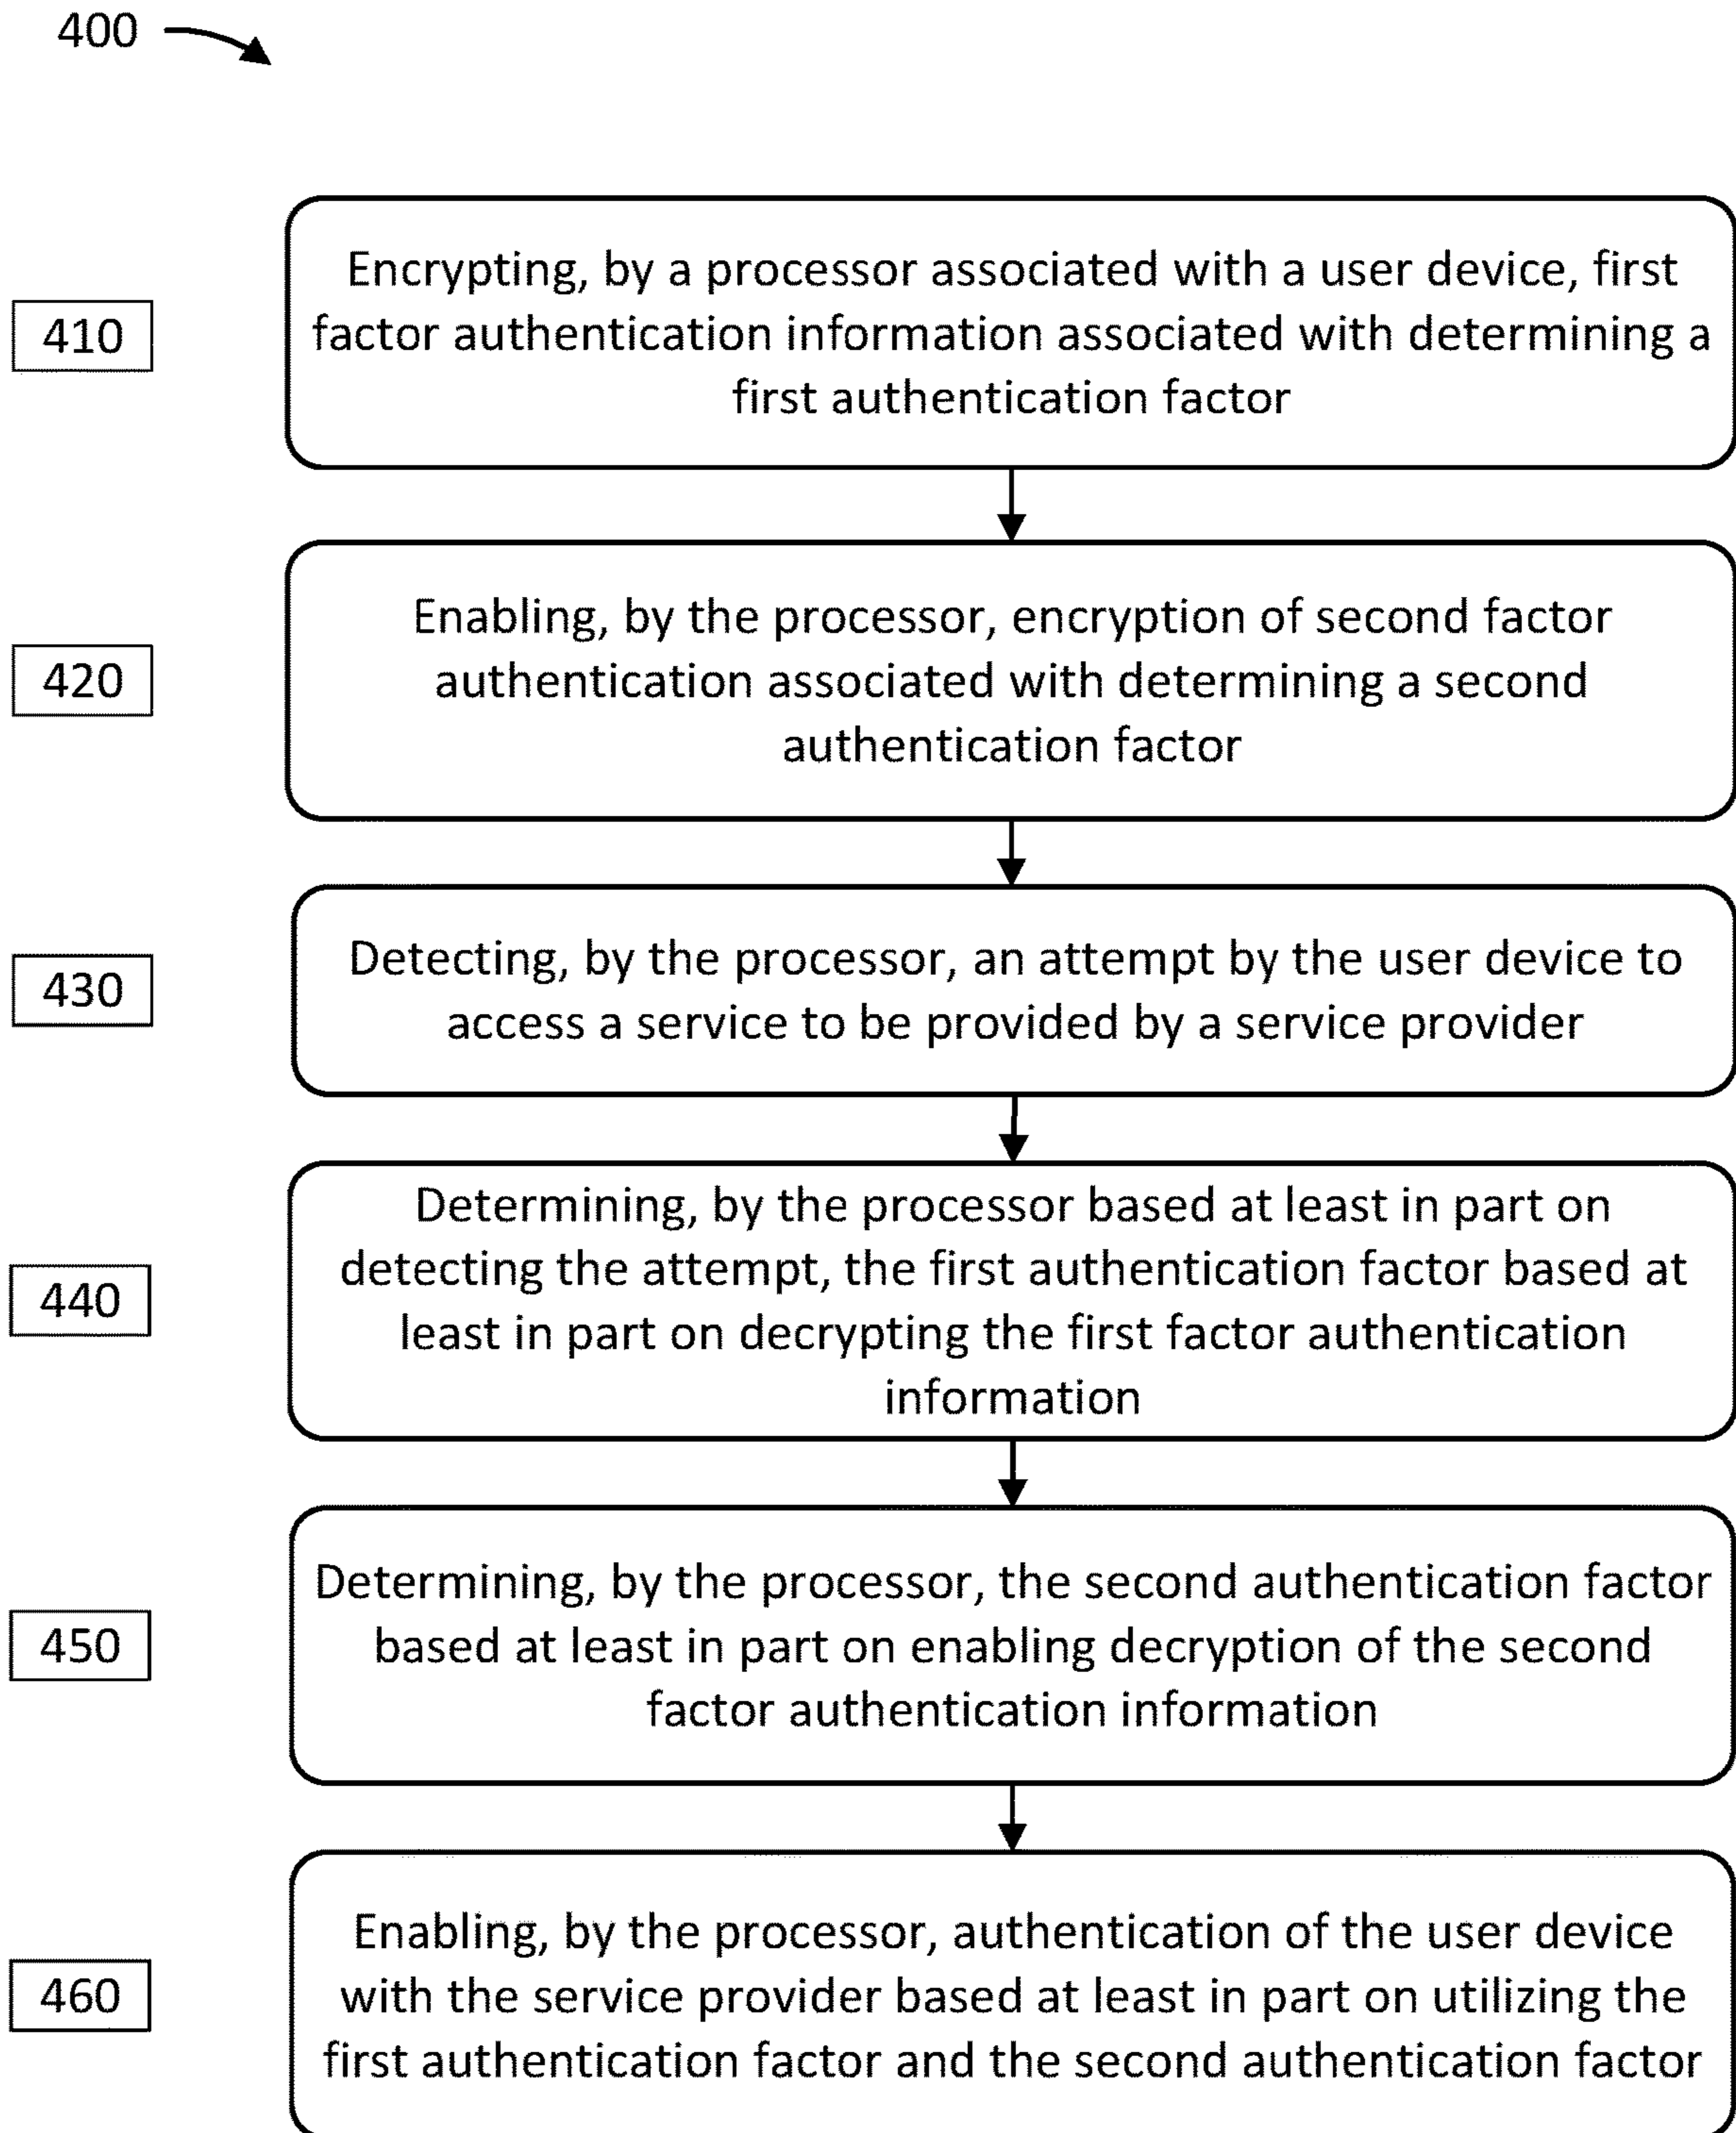 400
410
Encrypting, by a processor associated with a user device, first
factor authentication information associated with determining a
first authentication factor
420
Enabling, by the processor, encryption of second factor
authentication associated with determining a second
authentication factor
430
Detecting, by the processor, an attempt by the user device to
access a service to be provided by a service provider
440
Determining, by the processor based at least in part on
detecting the attempt, the first authentication factor based at
least in part on decrypting the first factor authentication
information
450
Determining, by the processor, the second authentication factor
based at least in part on enabling decryption of the second
factor authentication information
460
Enabling, by the processor, authentication of the user device
with the service provider based at least in part on utilizing the
first authentication factor and the second authentication factor